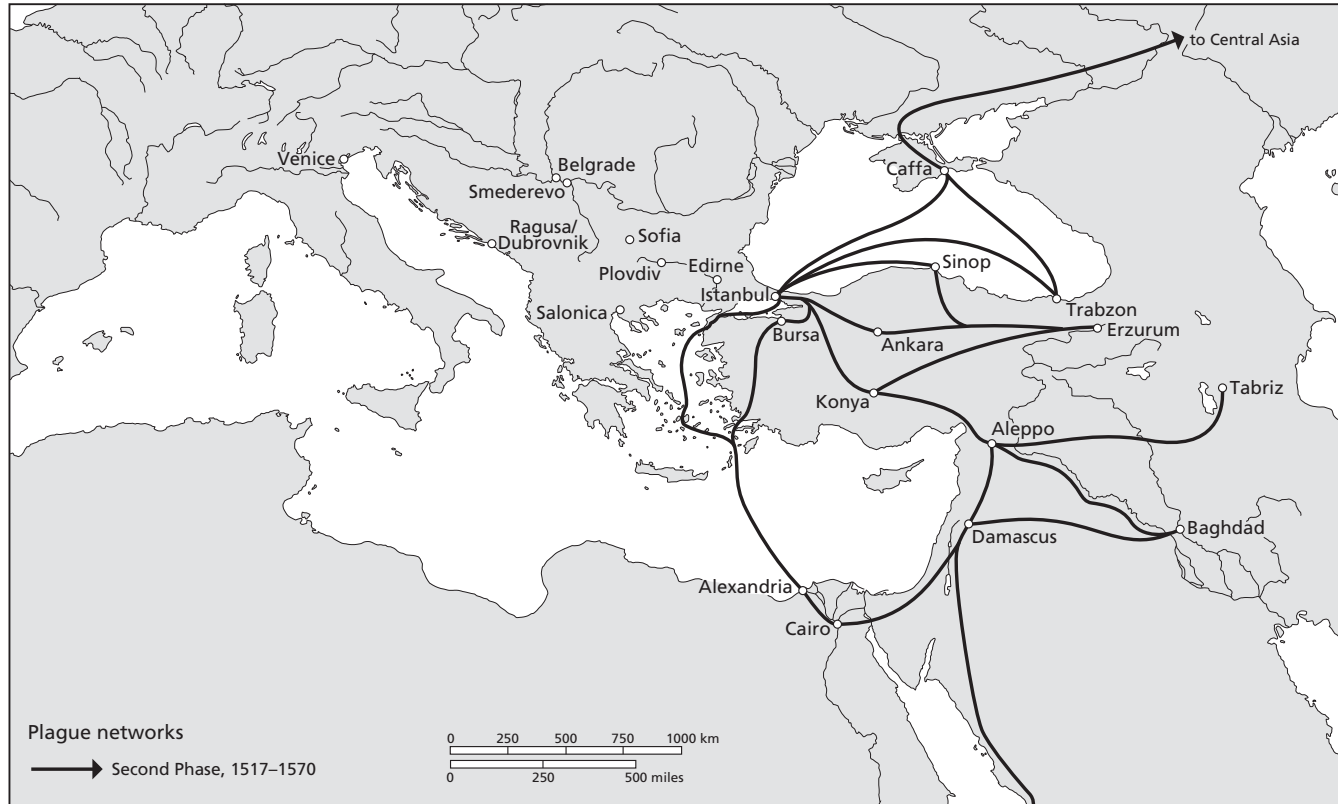 to Central Asia
Caffa
Venice
Belgrade
Smederevo
Ragusa/
Dubrovnik
Sofia
Plovdiv
Edirne
Sinop
Istanbul
Salonica
Bursa
Ankara
Trabzon
Erzurum
Konya
Tabriz
Aleppo
Damascus
Baghdad
Alexandria
Cairo
Plague networks
Second Phase, 1517–1570
0 250 500 750 1000 km
0 250 500 miles